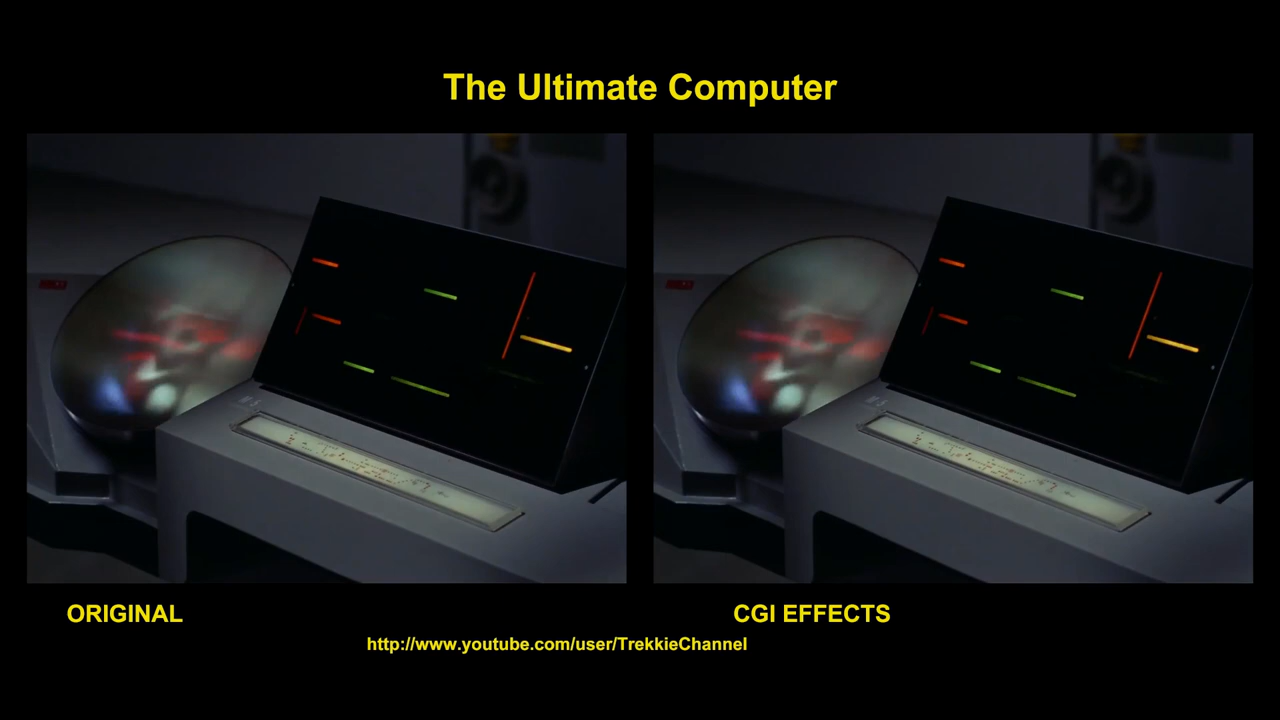 The Ultimate Computer
ORIGINAL
CGI EFFECTS
http://www.youtube.com/user/TrekkieChannel